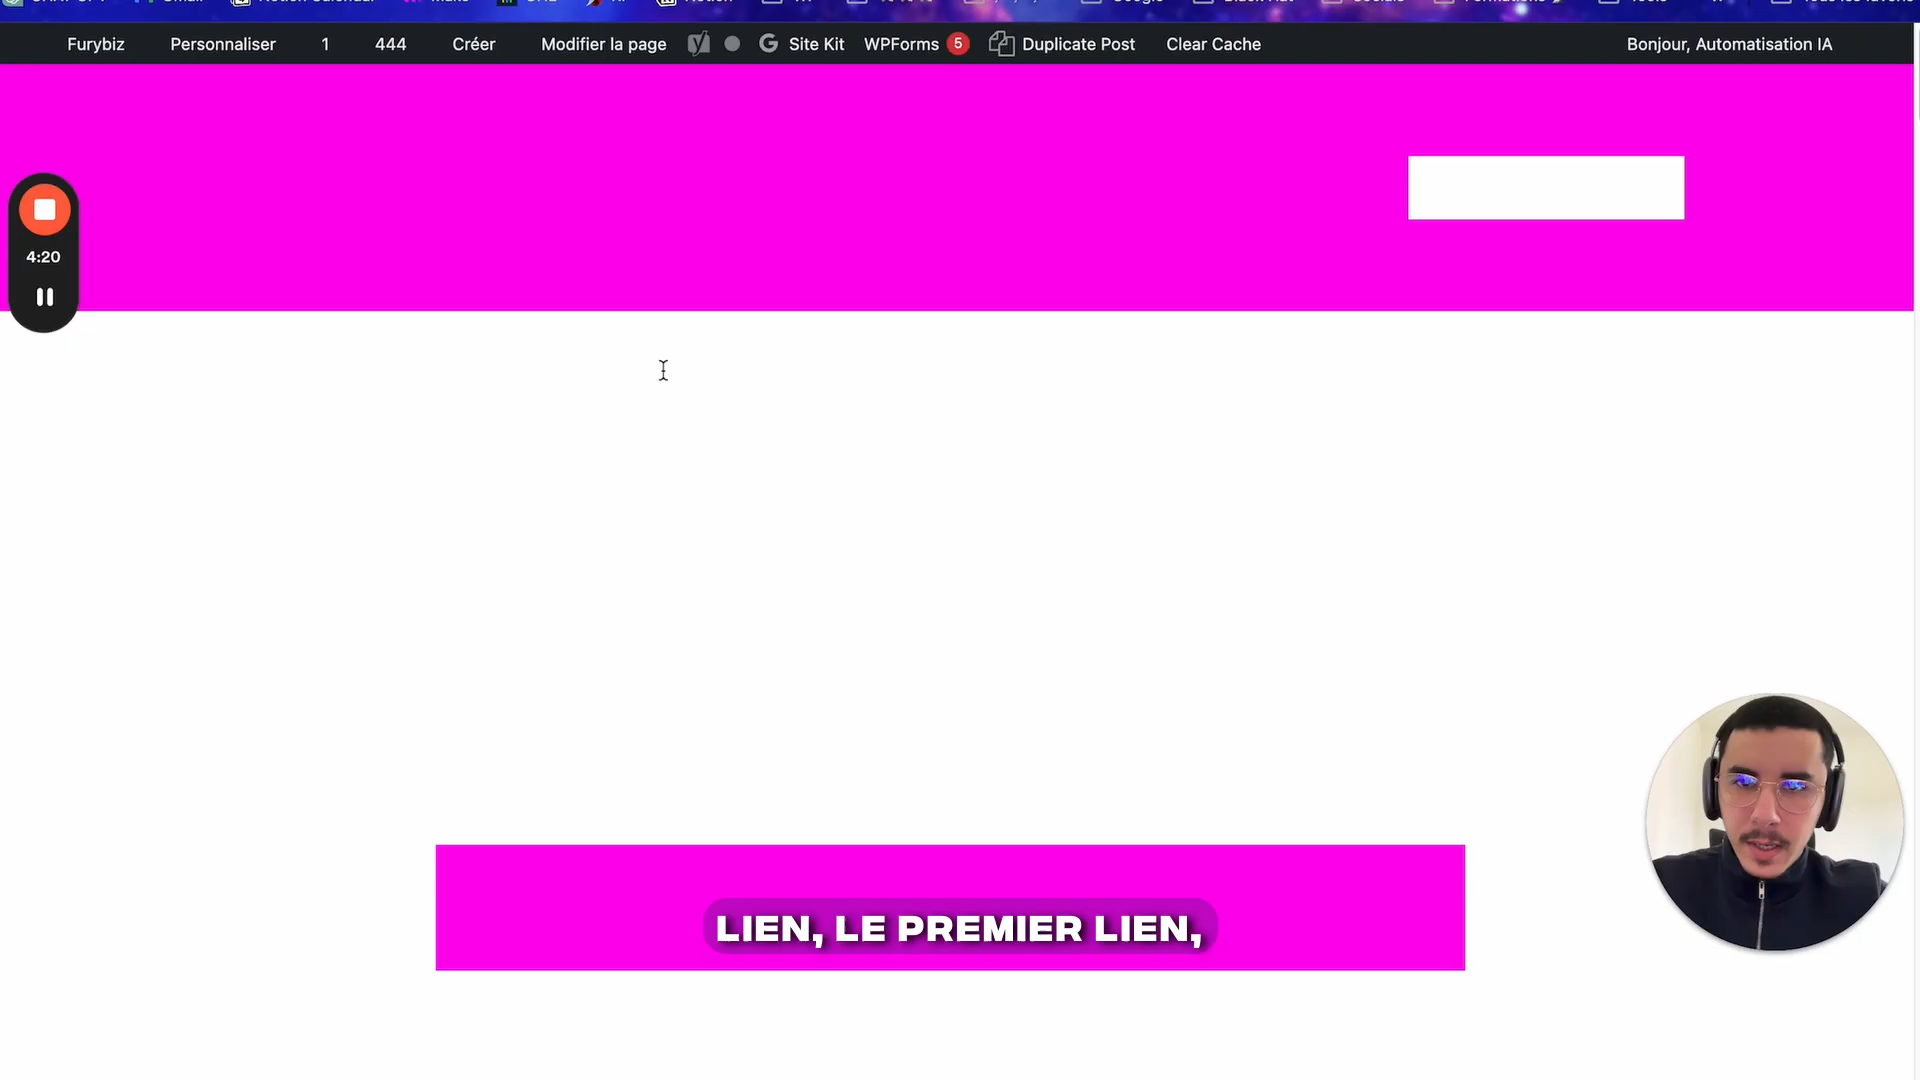 Furybiz Personnaliser 1 444 Créer Modifier la page Site Kit WPForms 5 Duplicate Post Clear Cache Bonjour, Automatisation IA
4:20
LIEN, LE PREMIER LIEN,